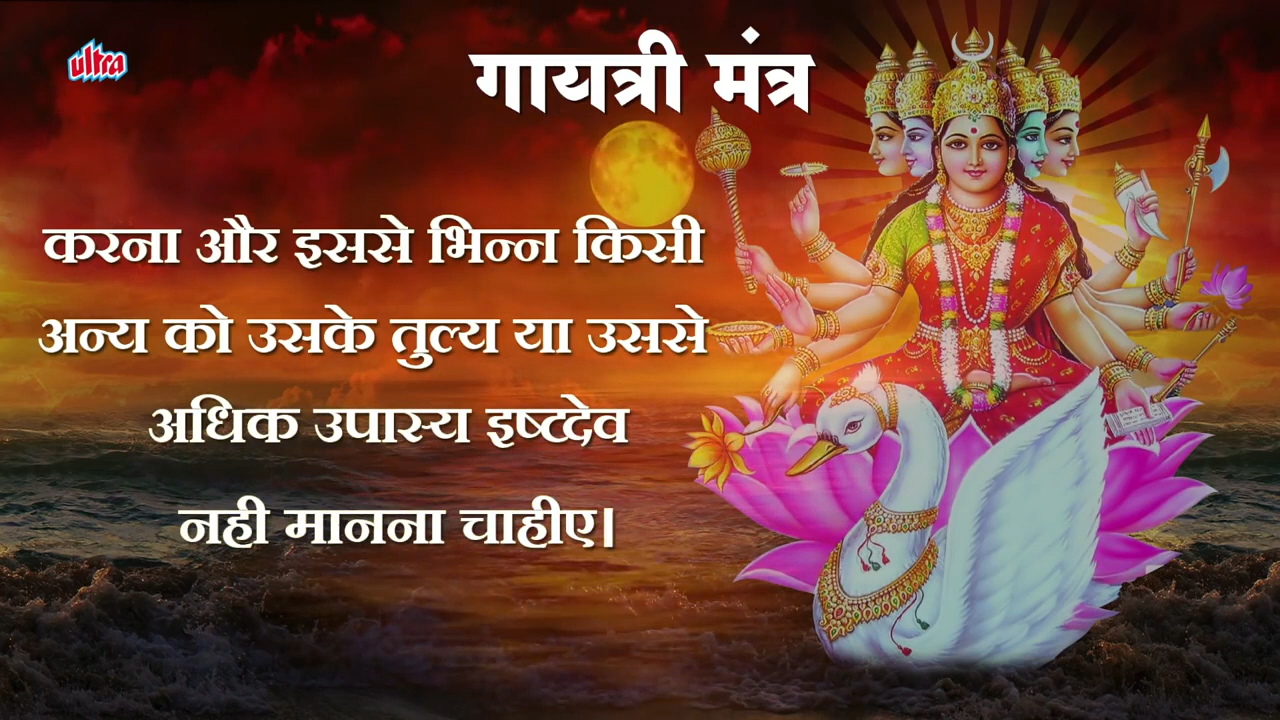 ultra
गायत्री मंत्र
करना और इससे भिन्न किसी
अन्य को उसके तुल्य या उससे
अधिक उपास्य इष्टदेव
नही मानना चाहीए।